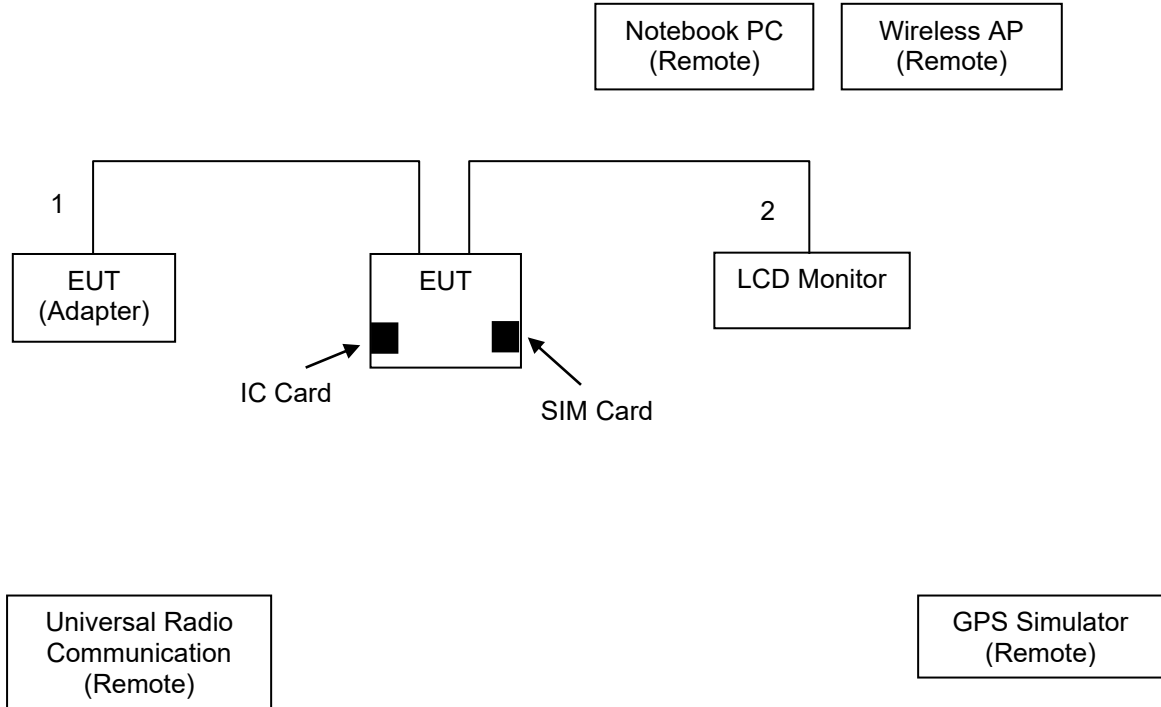 Notebook PC
(Remote)
Wireless AP
(Remote)
1
2
EUT
(Adapter)
EUT
LCD Monitor
IC Card
SIM Card
Universal Radio
Communication
(Remote)
GPS Simulator
(Remote)